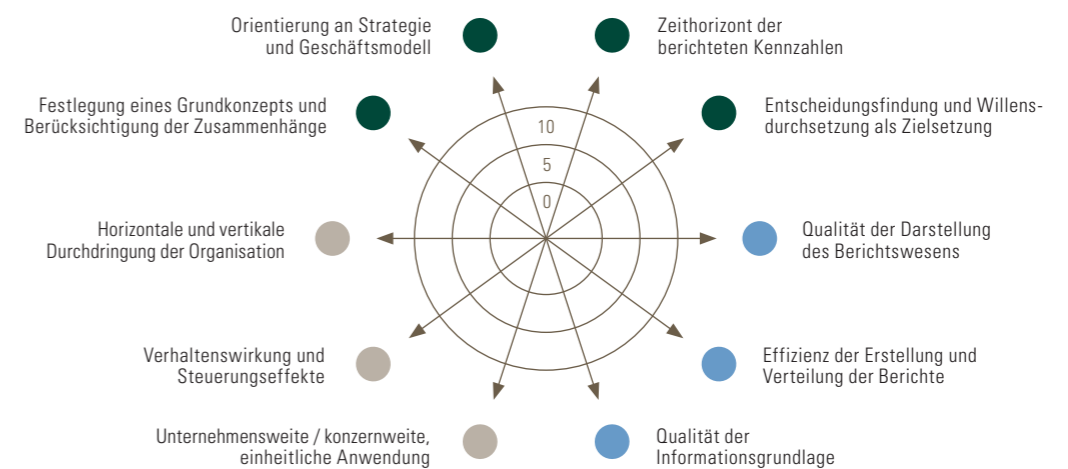 Orientierung an Strategie
und Geschäftsmodell
Zeithorizont der
berichteten Kennzahlen
Festlegung eines Grundkonzepts und
Berücksichtigung der Zusammenhänge
Entscheidungsfindung und Willens-
durchsetzung als Zielsetzung
10
5
0
Horizontale und vertikale
Durchdringung der Organisation
Qualität der Darstellung
des Berichtswesens
Verhaltenswirkung und
Steuerungseffekte
Effizienz der Erstellung und
Verteilung der Berichte
Unternehmensweite / konzernweite,
einheitliche Anwendung
Qualität der
Informationsgrundlage